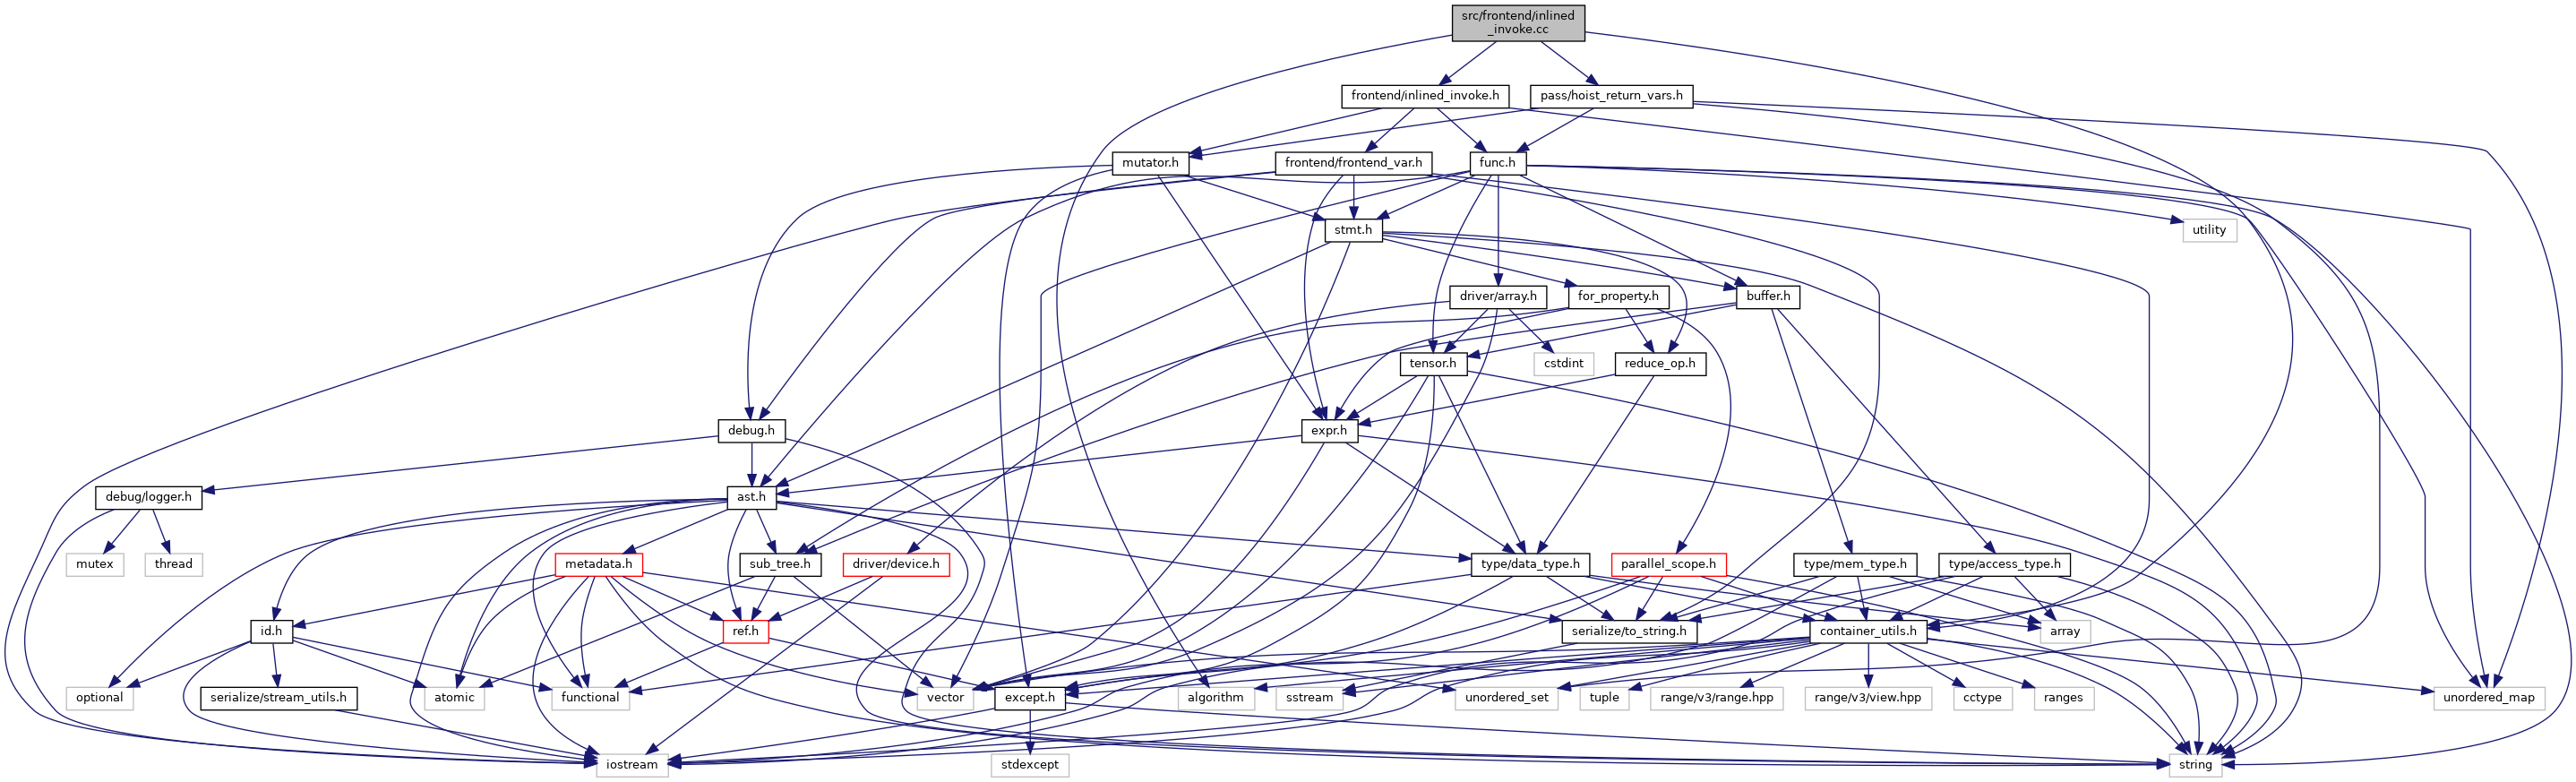 src/frontend/inlined
_invoke.cc
frontend/inlined_invoke.h
pass/hoist_return_vars.h
mutator.h
frontend/frontend_var.h
func.h
stmt.h
utility
driver/array.h
for_property.h
buffer.h
tensor.h
cstdint
reduce_op.h
debug.h
expr.h
debug/logger.h
ast.h
mutex
thread
metadata.h
sub_tree.h
driver/device.h
type/data_type.h
parallel_scope.h
type/mem_type.h
type/access_type.h
id.h
ref.h
serialize/to_string.h
container_utils.h
array
optional
serialize/stream_utils.h
atomic
functional
vector
except.h
algorithm
sstream
unordered_set
tuple
range/v3/range.hpp
range/v3/view.hpp
cctype
ranges
unordered_map
iostream
stdexcept
string